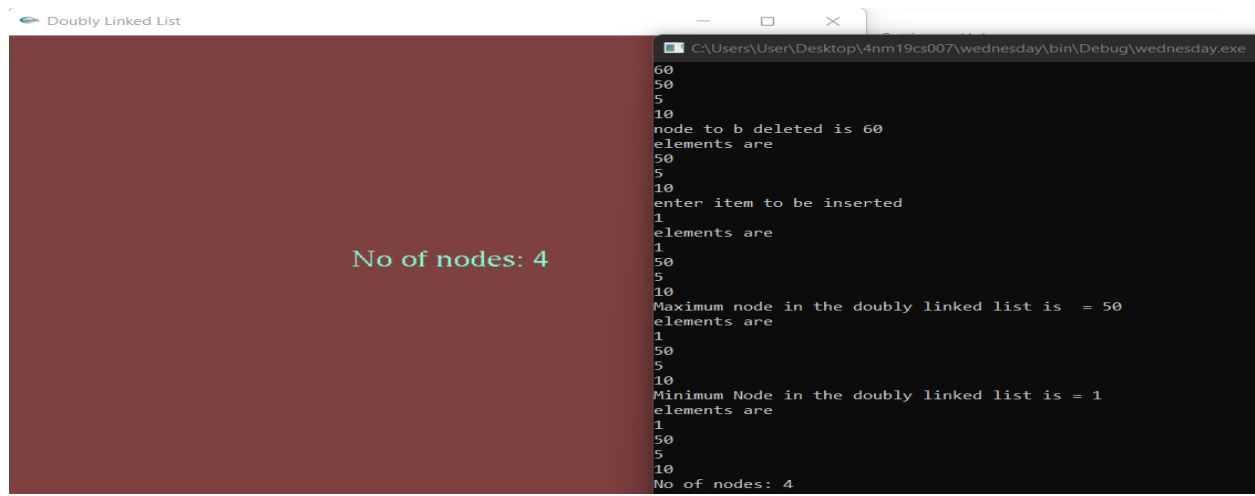 Doubly Linked List
No of nodes: 4
C:\Users\User\Desktop\4nm19cs007\wednesday\bin\Debug\wednesday.exe
60
50
5
10
node to b deleted is 60
elements are
50
5
10
enter item to be inserted
1
elements are
1
50
5
10
Maximum node in the doubly linked list is  = 50
elements are
1
50
5
10
Minimum Node in the doubly linked list is = 1
elements are
1
50
5
10
No of nodes: 4